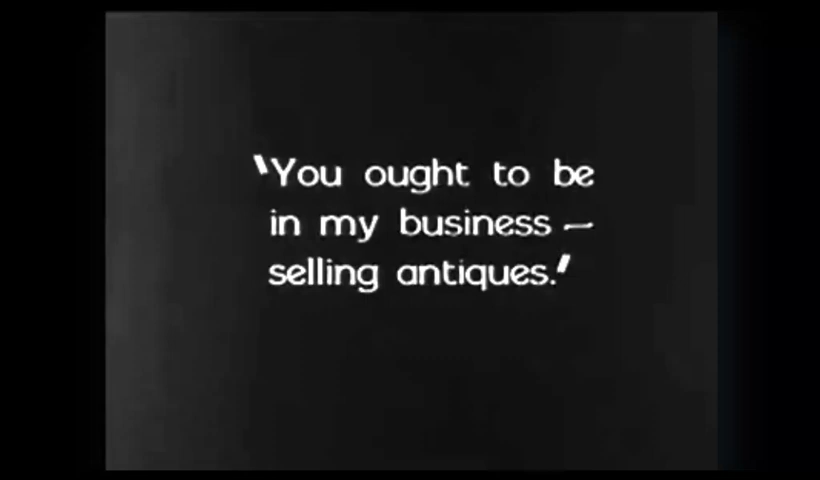 'You ought to be
in my business —
selling antiques.'